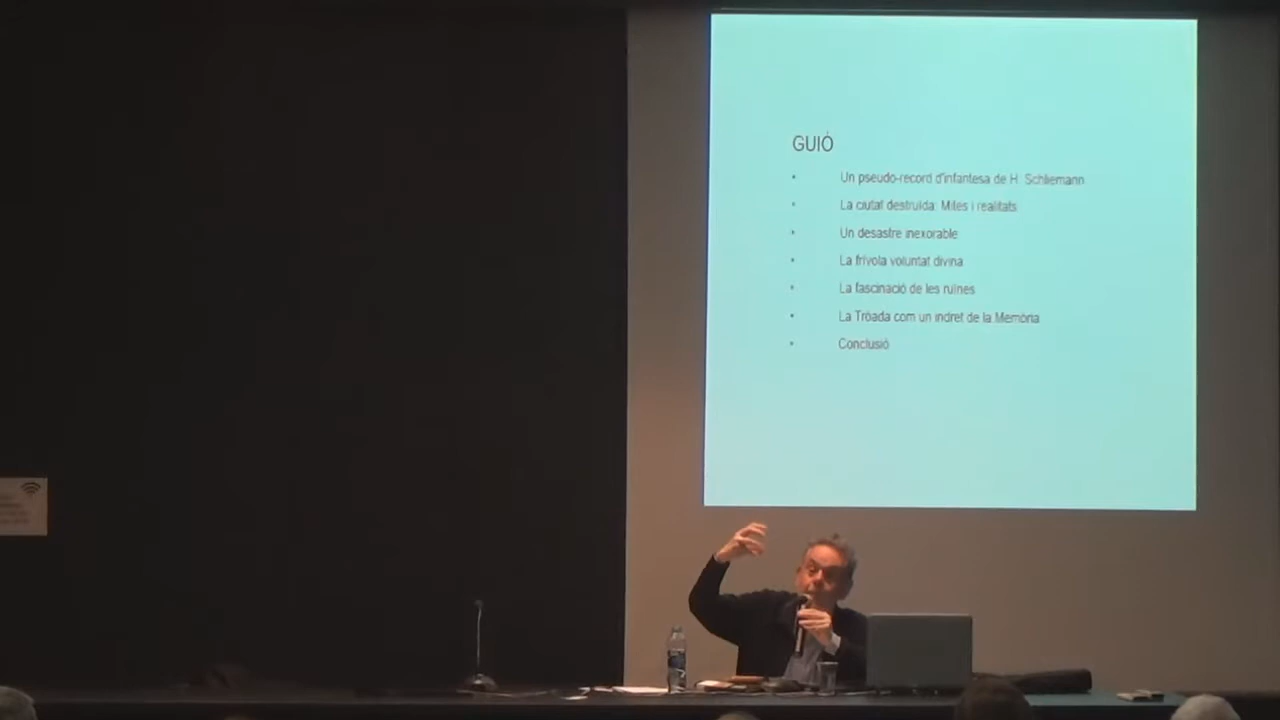 GUIÓ
• Un pseudo-record d'infantesa de H. Schliemann
• La ciutat destruïda: Mites i realitats
• Un desastre inexorable
• La frívola voluntat divina
• La fascinació de les ruïnes
• La Tròada com un indret de la Memòria
• Conclusió